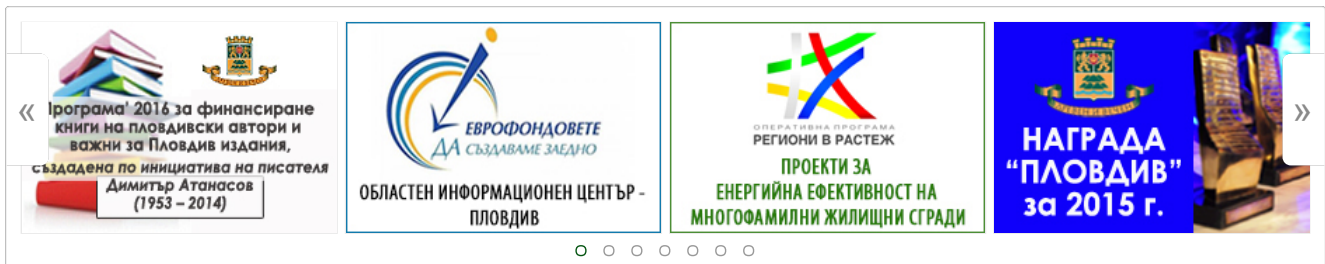 «
Програма' 2016 за финансиране
книги на пловдивски автори и
важни за Пловдив издания,
създадена по инициатива на писателя
Димитър Атанасов
(1953 – 2014)
ЕВРОФОНДОВЕТЕ
ДА СЪЗДАВАМЕ ЗАЕДНО
ОБЛАСТЕН ИНФОРМАЦИОНЕН ЦЕНТЪР -
ПЛОВДИВ
ОПЕРАТИВНА ПРОГРАМА
РЕГИОНИ В РАСТЕЖ
ПРОЕКТИ ЗА
ЕНЕРГИЙНА ЕФЕКТИВНОСТ НА
МНОГОФАМИЛНИ ЖИЛИЩНИ СГРАДИ
ДРЕВЕН И ВЕЧЕН
НАГРАДА
“ПЛОВДИВ”
за 2015 г.
»